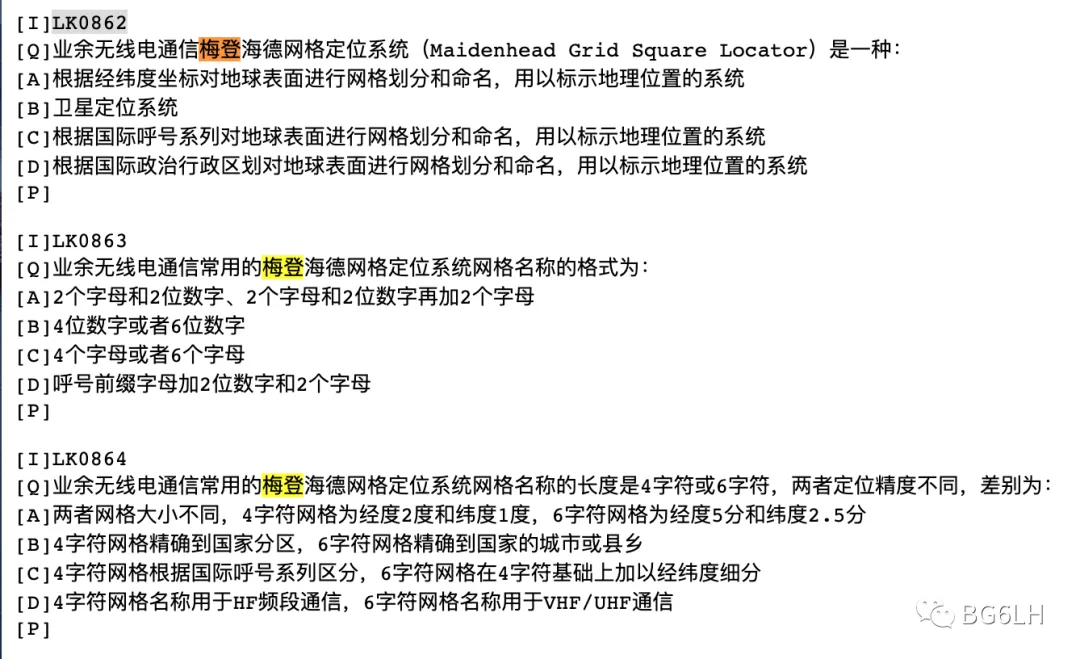 [I]LK0862
[Q]业余无线电通信梅登海德网格定位系统（Maidenhead Grid Square Locator）是一种：
[A]根据经纬度坐标对地球表面进行网格划分和命名，用以标示地理位置的系统
[B]卫星定位系统
[C]根据国际呼号系列对地球表面进行网格划分和命名，用以标示地理位置的系统
[D]根据国际政治行政区划对地球表面进行网格划分和命名，用以标示地理位置的系统
[P]
[I]LK0863
[Q]业余无线电通信常用的梅登海德网格定位系统网格名称的格式为：
[A]2个字母和2位数字、2个字母和2位数字再加2个字母
[B]4位数字或者6位数字
[C]4个字母或者6个字母
[D]呼号前缀字母加2位数字和2个字母
[P]
[I]LK0864
[Q]业余无线电通信常用的梅登海德网格定位系统网格名称的长度是4字符或6字符，两者定位精度不同，差别为：
[A]两者网格大小不同，4字符网格为经度2度和纬度1度，6字符网格为经度5分和纬度2.5分
[B]4字符网格精确到国家分区，6字符网格精确到国家的城市或县乡
[C]4字符网格根据国际呼号系列区分，6字符网格在4字符基础上加以经纬度细分
[D]4字符网格名称用于HF频段通信，6字符网格名称用于VHF/UHF通信
[P]
BG6LH